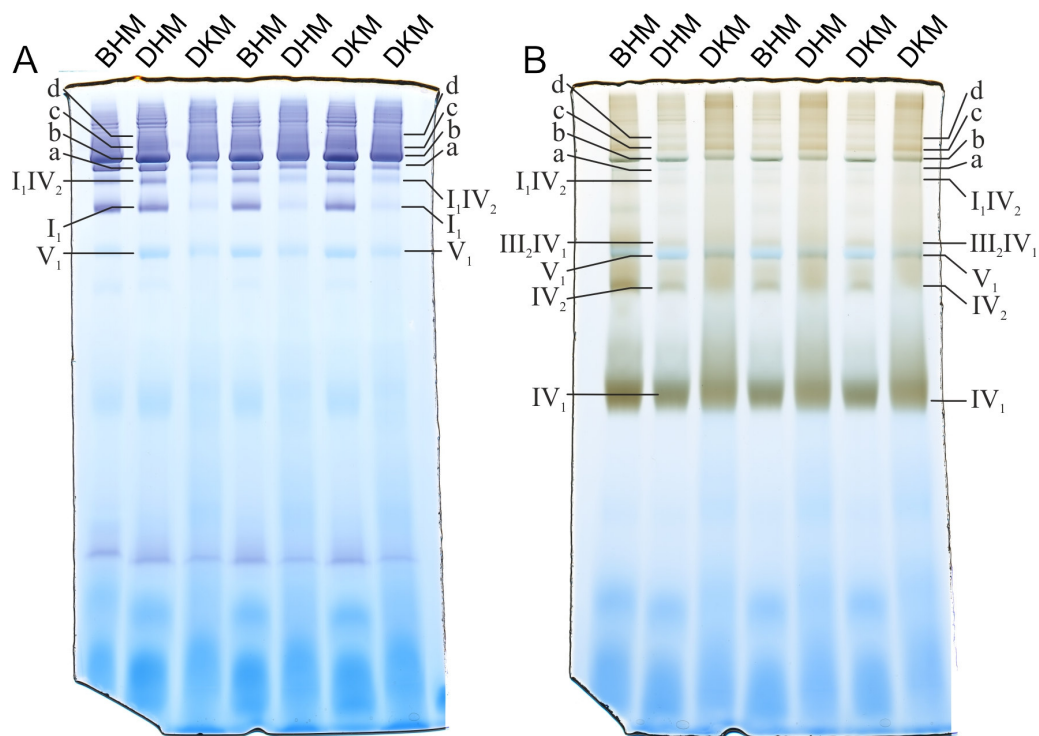 A
BHM DHM DKM BHM DHM DKM DKM
d
c
b
a
I₁IV₂
I₁
V₁
d
c
b
a
I₁IV₂
I₁
V₁
B
BHM DHM DKM BHM DHM DKM DKM
d
c
b
a
I₁IV₂
III₂IV₁
V₁
IV₂
IV₁
d
c
b
a
I₁IV₂
III₂IV₁
V₁
IV₂
IV₁